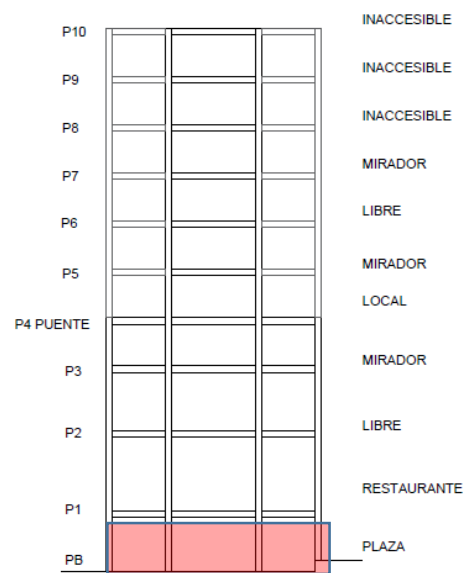 P10
INACCESIBLE
P9
INACCESIBLE
P8
INACCESIBLE
P7
MIRADOR
P6
LIBRE
P5
MIRADOR
LOCAL
P4 PUENTE
P3
MIRADOR
P2
LIBRE
P1
RESTAURANTE
PB
PLAZA